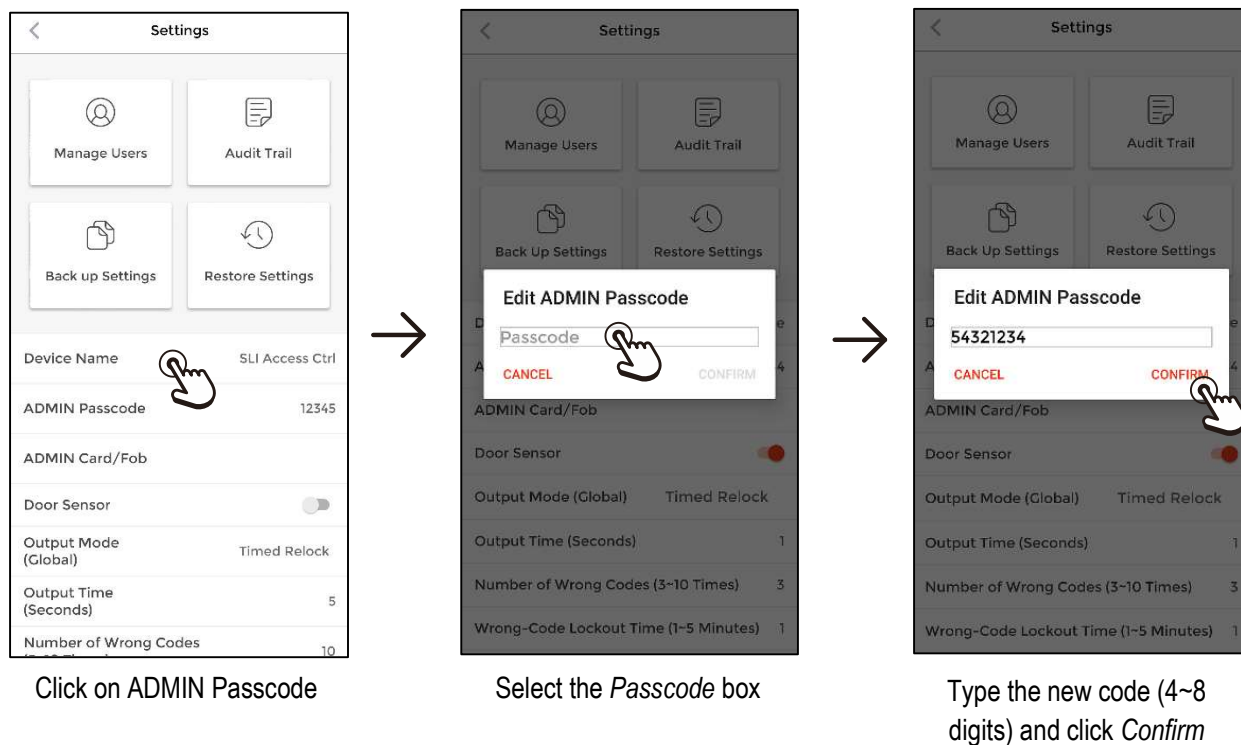 Settings
Manage Users
Audit Trail
Back up Settings
Restore Settings
Device Name SLI Access Ctrl
ADMIN Passcode 12345
ADMIN Card/Fob
Door Sensor
Output Mode
(Global) Timed Relock
Output Time
(Seconds) 5
Number of Wrong Codes
10
Click on ADMIN Passcode
Settings
Manage Users
Audit Trail
Back Up Settings
Restore Settings
Edit ADMIN Passcode
Passcode
CANCEL CONFIRM
D e
A 4
ADMIN Card/Fob
Door Sensor
Output Mode (Global) Timed Relock
Output Time (Seconds) 1
Number of Wrong Codes (3~10 Times) 3
Wrong-Code Lockout Time (1~5 Minutes) 1
Select the Passcode box
Settings
Manage Users
Audit Trail
Back Up Settings
Restore Settings
Edit ADMIN Passcode
54321234
CANCEL CONFIRM
D e
A 4
ADMIN Card/Fob
Door Sensor
Output Mode (Global) Timed Relock
Output Time (Seconds) 1
Number of Wrong Codes (3~10 Times) 3
Wrong-Code Lockout Time (1~5 Minutes) 1
Type the new code (4~8
digits) and click Confirm